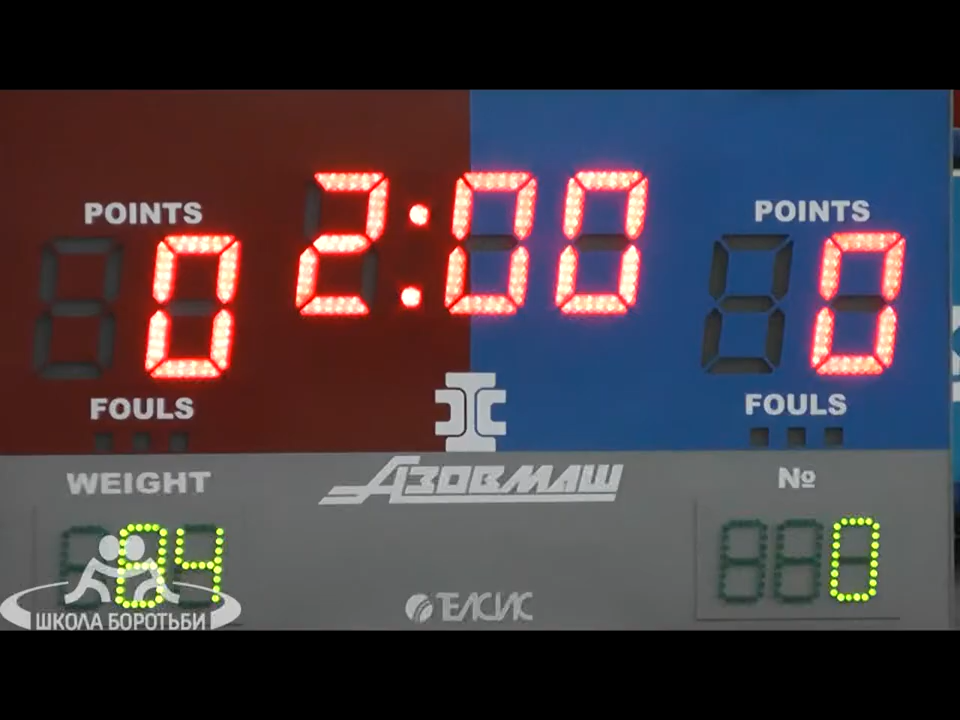 2:00
POINTS
POINTS
0
0
FOULS
FOULS
АЗОВМАШ
WEIGHT
№
84
0
ТЕЛСИС
ШКОЛА БОРОТЬБИ